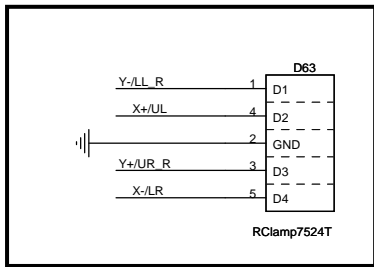 D63
Y-/LL_R 1 D1
X+/UL 4 D2
2 GND
Y+/UR_R 3 D3
X-/LR 5 D4
RClamp7524T